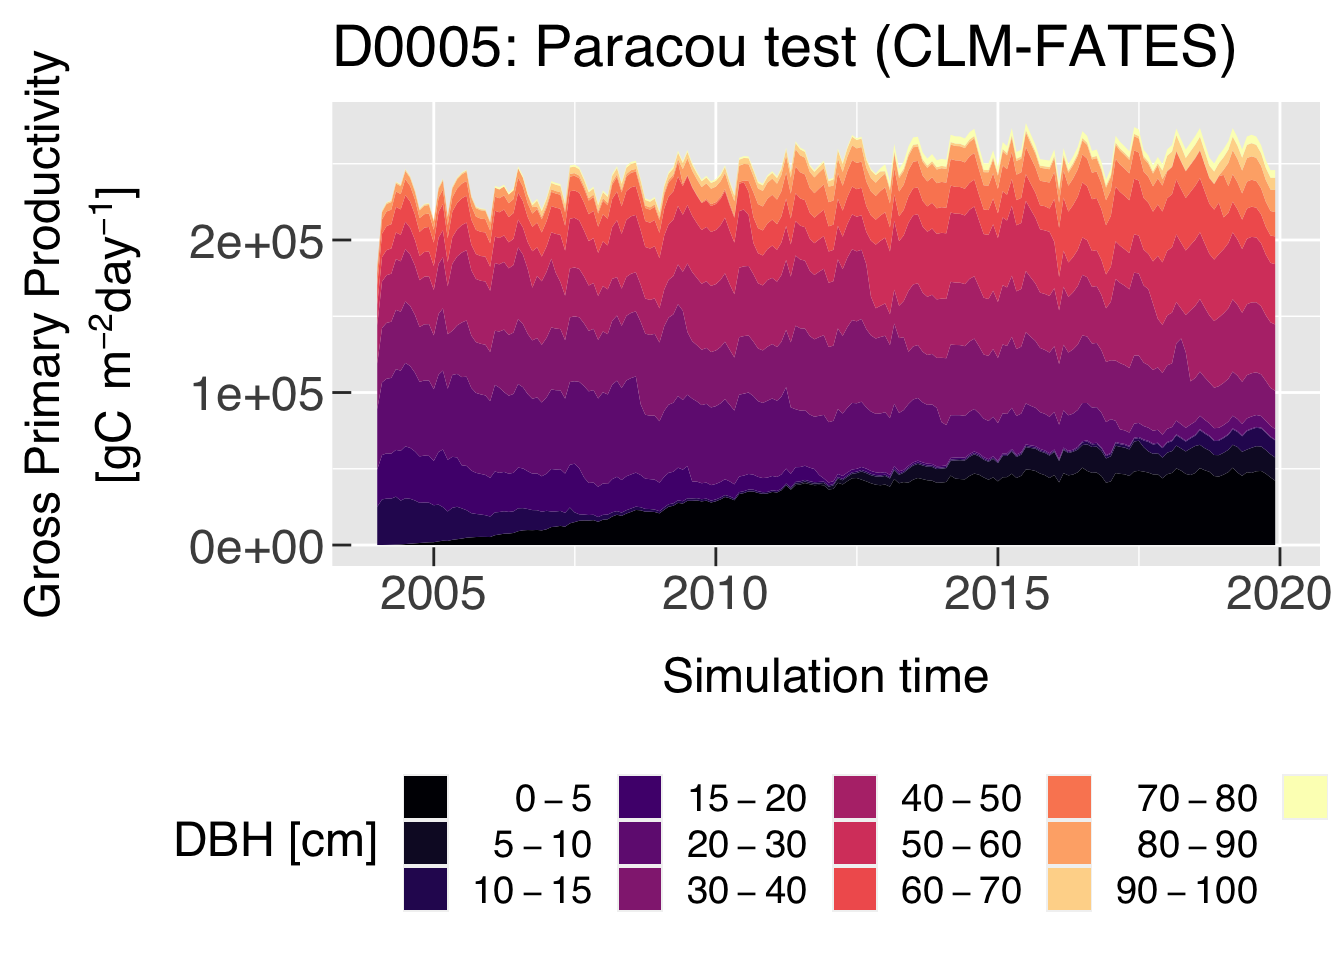 D0005: Paracou test (CLM-FATES)
Gross Primary Productivity
[gC m⁻²day⁻¹]
2e+05
1e+05
0e+00
2005 2010 2015 2020
Simulation time
DBH [cm]
0 – 5 15 – 20 40 – 50 70 – 80
5 – 10 20 – 30 50 – 60 80 – 90
10 – 15 30 – 40 60 – 70 90 – 100